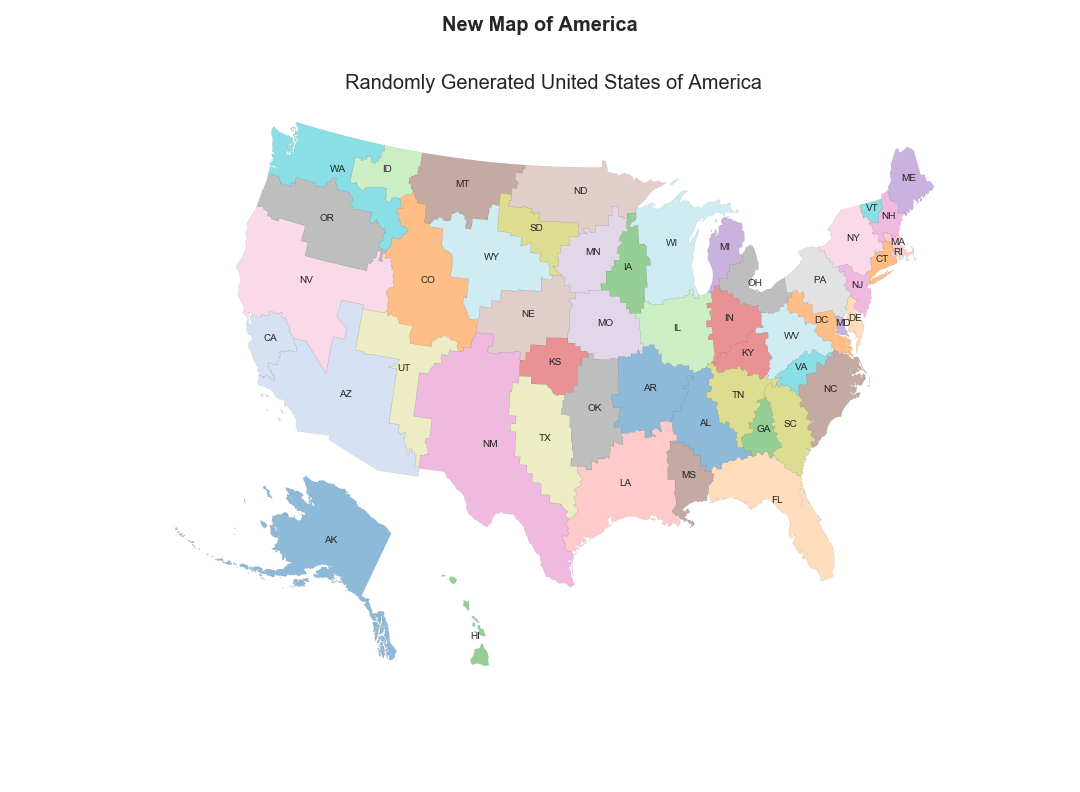 New Map of America
Randomly Generated United States of America
WA
ID
MT
ND
ME
OR
SD
MN
WI
MI
VT
NH
NY
MA
RI
CT
NV
CO
WY
IA
OH
PA
NJ
NE
MO
IL
IN
DC
MD
DE
CA
WV
UT
KS
KY
VA
AZ
AR
TN
NC
NM
TX
OK
AL
GA
SC
LA
MS
FL
AK
HI